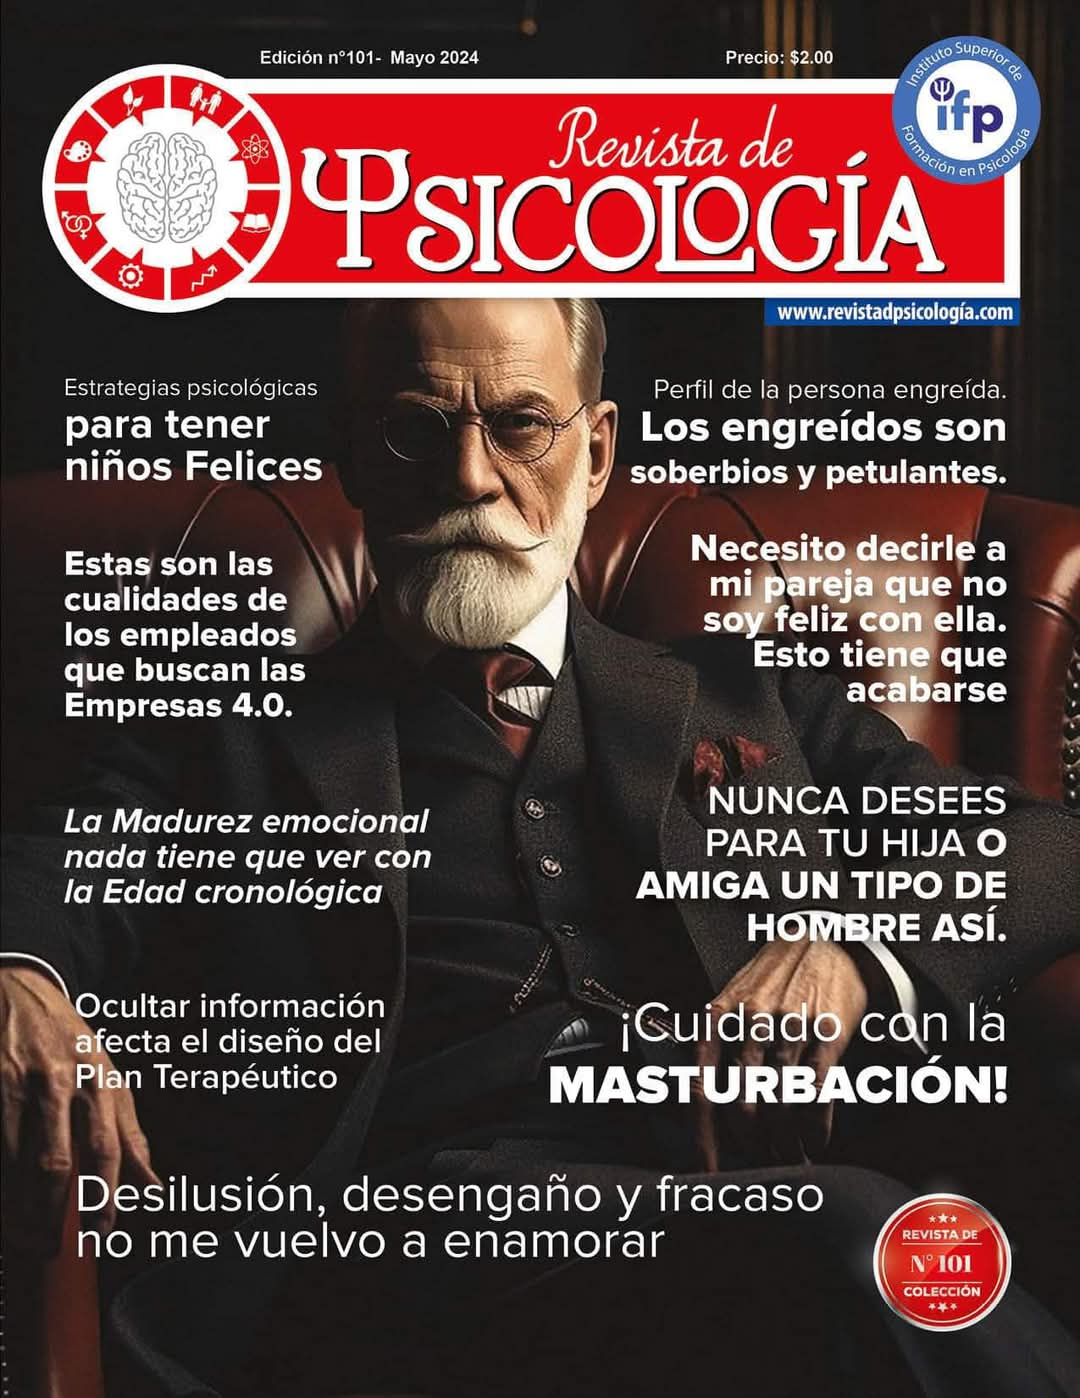 Edición n°101- Mayo 2024
Precio: $2.00
Instituto Superior de
Formación en Psicología
ifp
Revista de
PSICOLOGÍA
www.revistadpsicología.com
Estrategias psicológicas
para tener
niños Felices
Estas son las
cualidades de
los empleados
que buscan las
Empresas 4.0.
La Madurez emocional
nada tiene que ver con
la Edad cronológica
Ocultar información
afecta el diseño del
Plan Terapéutico
Perfil de la persona engreída.
Los engreídos son
soberbios y petulantes.
Necesito decirle a
mi pareja que no
soy feliz con ella.
Esto tiene que
acabarse
NUNCA DESEES
PARA TU HIJA O
AMIGA UN TIPO DE
HOMBRE ASÍ.
¡Cuidado con la
MASTURBACIÓN!
Desilusión, desengaño y fracaso
no me vuelvo a enamorar
REVISTA DE
N° 101
COLECCIÓN